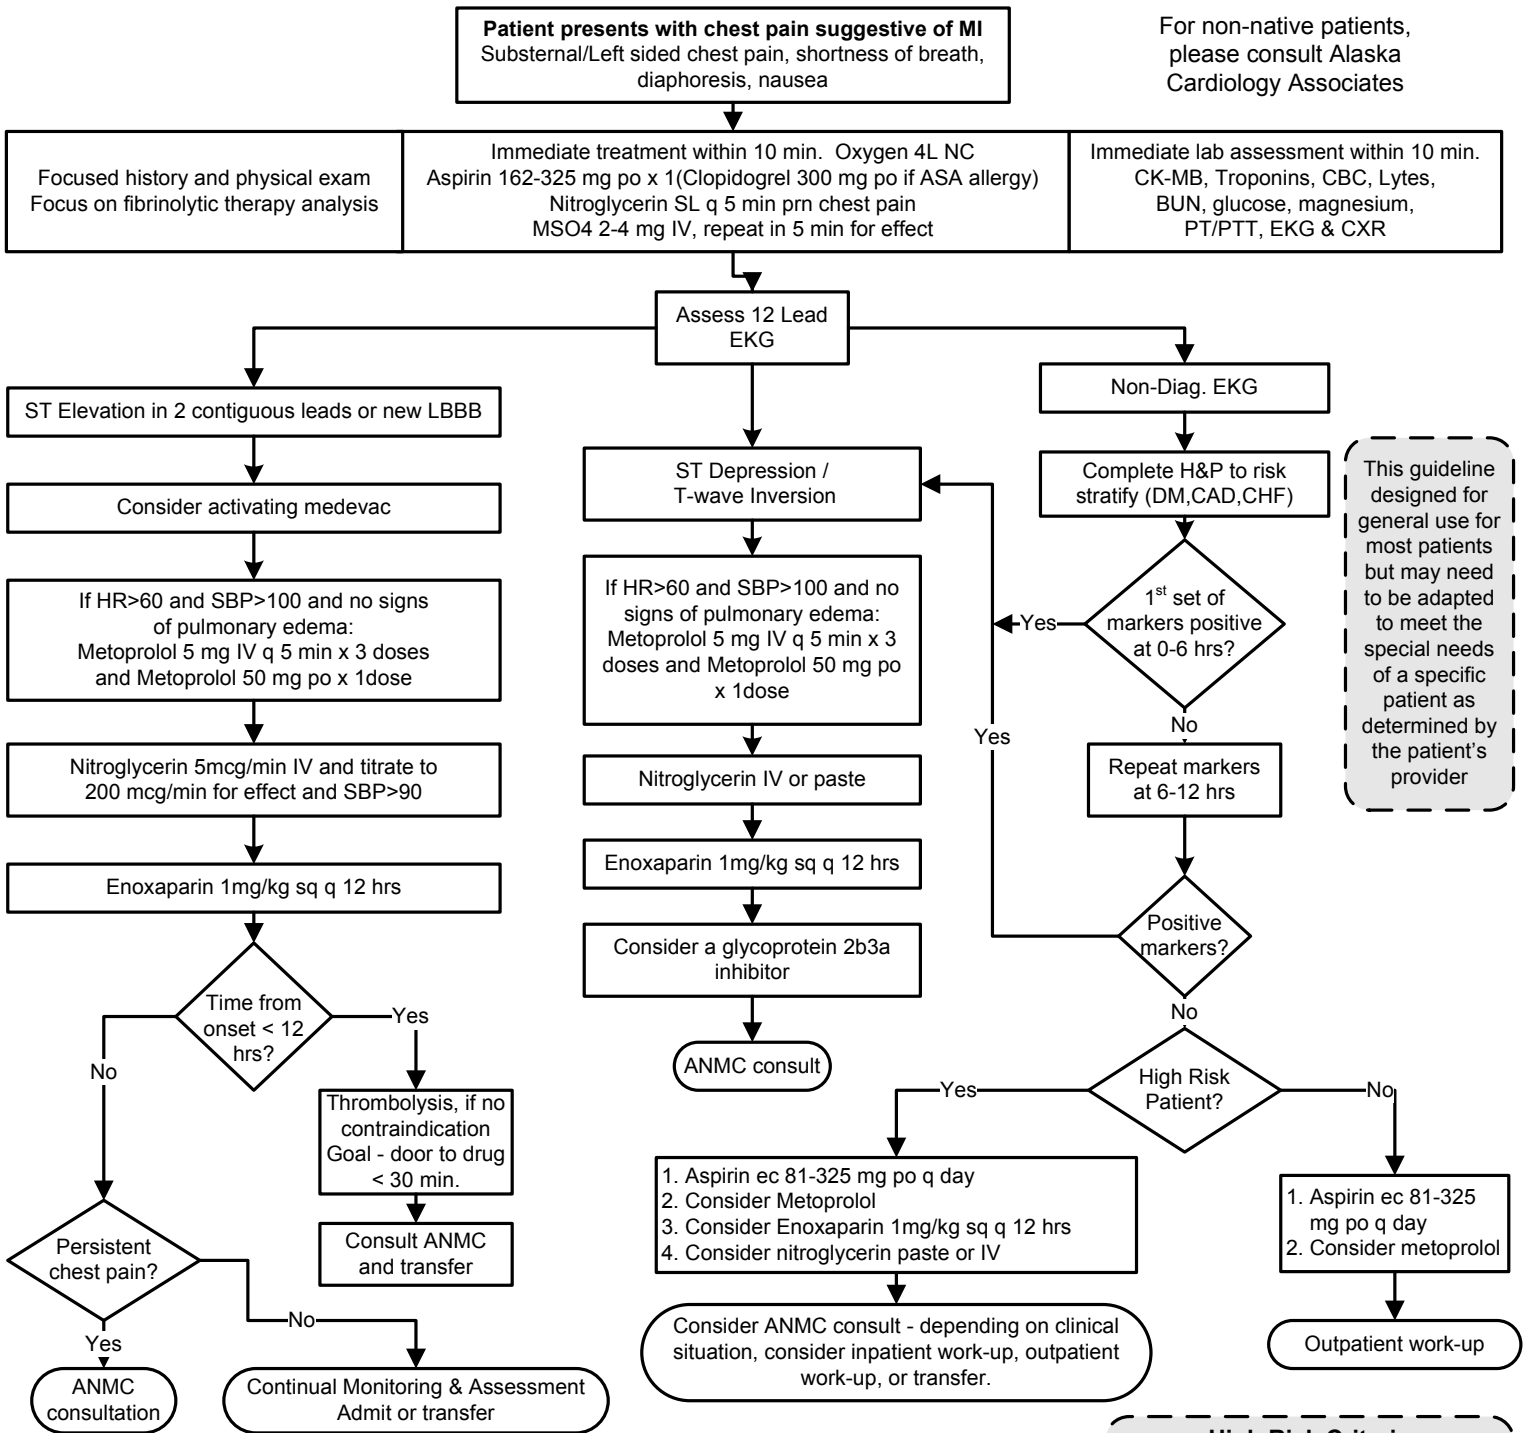 Patient presents with chest pain suggestive of MI
Substernal/Left sided chest pain, shortness of breath,
diaphoresis, nausea
For non-native patients,
please consult Alaska
Cardiology Associates
Focused history and physical exam
Focus on fibrinolytic therapy analysis
Immediate treatment within 10 min. Oxygen 4L NC
Aspirin 162-325 mg po x 1(Clopidogrel 300 mg po if ASA allergy)
Nitroglycerin SL q 5 min prn chest pain
MSO4 2-4 mg IV, repeat in 5 min for effect
Immediate lab assessment within 10 min.
CK-MB, Troponins, CBC, Lytes,
BUN, glucose, magnesium,
PT/PTT, EKG & CXR
Assess 12 Lead
EKG
ST Elevation in 2 contiguous leads or new LBBB
Consider activating medevac
If HR>60 and SBP>100 and no signs
of pulmonary edema:
Metoprolol 5 mg IV q 5 min x 3 doses
and Metoprolol 50 mg po x 1dose
Nitroglycerin 5mcg/min IV and titrate to
200 mcg/min for effect and SBP>90
Enoxaparin 1mg/kg sq q 12 hrs
Time from
onset < 12
hrs?
Yes
No
Thrombolysis, if no
contraindication
Goal - door to drug
< 30 min.
Consult ANMC
and transfer
Persistent
chest pain?
No
Yes
ANMC
consultation
Continual Monitoring & Assessment
Admit or transfer
ST Depression /
T-wave Inversion
If HR>60 and SBP>100 and no
signs of pulmonary edema:
Metoprolol 5 mg IV q 5 min x 3
doses and Metoprolol 50 mg po
x 1dose
Nitroglycerin IV or paste
Enoxaparin 1mg/kg sq q 12 hrs
Consider a glycoprotein 2b3a
inhibitor
ANMC consult
Non-Diag. EKG
Complete H&P to risk
stratify (DM,CAD,CHF)
1st set of
markers positive
at 0-6 hrs?
Yes
No
Repeat markers
at 6-12 hrs
Yes
Positive
markers?
No
High Risk
Patient?
Yes
No
1. Aspirin ec 81-325 mg po q day
2. Consider Metoprolol
3. Consider Enoxaparin 1mg/kg sq q 12 hrs
4. Consider nitroglycerin paste or IV
Consider ANMC consult - depending on clinical
situation, consider inpatient work-up, outpatient
work-up, or transfer.
1. Aspirin ec 81-325
mg po q day
2. Consider metoprolol
Outpatient work-up
This guideline
designed for
general use for
most patients
but may need
to be adapted
to meet the
special needs
of a specific
patient as
determined by
the patient's
provider